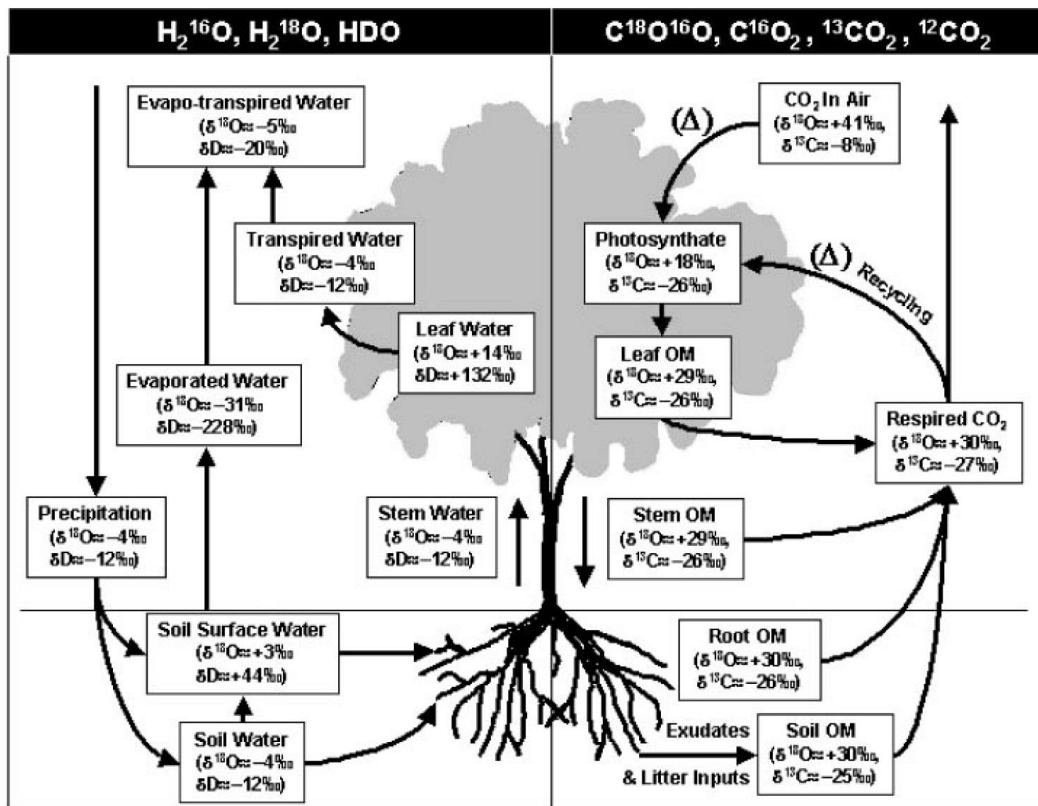 H₂¹⁶O, H₂¹⁸O, HDO
C¹⁸O¹⁶O, C¹⁶O₂, ¹³CO₂, ¹²CO₂
Evapo-transpired Water
(δ¹⁸O≈−5‰
δD≈−20‰)
Transpired Water
(δ¹⁸O≈−4‰
δD≈−12‰)
Leaf Water
(δ¹⁸O≈+14‰
δD≈+132‰)
Evaporated Water
(δ¹⁸O≈−31‰
δD≈−228‰)
Precipitation
(δ¹⁸O≈−4‰
δD≈−12‰)
Stem Water
(δ¹⁸O≈−4‰
δD≈−12‰)
Soil Surface Water
(δ¹⁸O≈+3‰
δD≈+44‰)
Soil Water
(δ¹⁸O≈−4‰
δD≈−12‰)
CO₂ In Air
(δ¹⁸O≈+41‰,
δ¹³C≈−8‰)
(Δ)
Photosynthate
(δ¹⁸O≈+18‰,
δ¹³C≈−26‰)
(Δ)
Recycling
Leaf OM
(δ¹⁸O≈+29‰,
δ¹³C≈−26‰)
Respired CO₂
(δ¹⁸O≈+30‰,
δ¹³C≈−27‰)
Stem OM
(δ¹⁸O≈+29‰,
δ¹³C≈−26‰)
Root OM
(δ¹⁸O≈+30‰,
δ¹³C≈−26‰)
Exudates
& Litter Inputs
Soil OM
(δ¹⁸O≈+30‰,
δ¹³C≈−25‰)